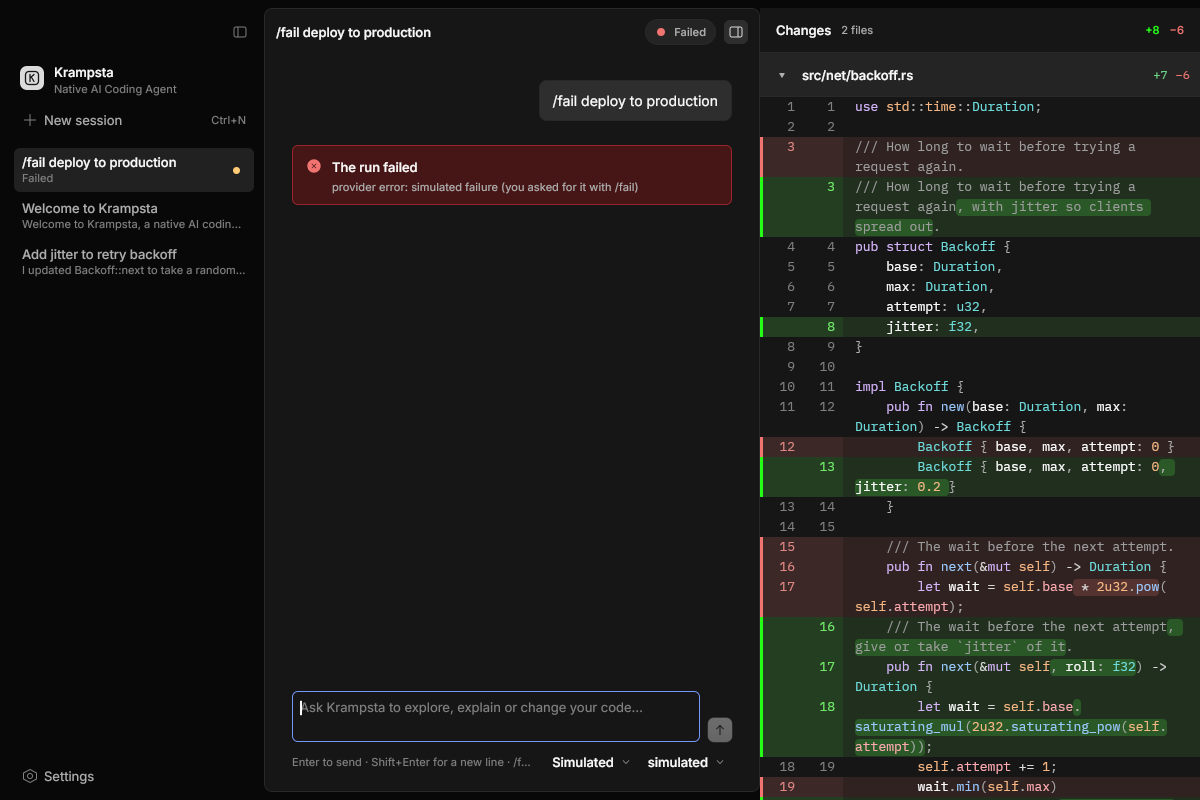 Krampsta
Native AI Coding Agent
New session Ctrl+N
/fail deploy to production
Failed
Welcome to Krampsta
Welcome to Krampsta, a native AI codin…
Add jitter to retry backoff
I updated Backoff::next to take a random…
Settings
/fail deploy to production
Failed
/fail deploy to production
The run failed
provider error: simulated failure (you asked for it with /fail)
Ask Krampsta to explore, explain or change your code…
Enter to send · Shift+Enter for a new line · /f…
Simulated
simulated
Changes 2 files +8 −6
src/net/backoff.rs +7 −6
1 1 use std::time::Duration;
2 2
3 /// How long to wait before trying a
request again.
3 /// How long to wait before trying a
request again, with jitter so clients
spread out.
4 4 pub struct Backoff {
5 5 base: Duration,
6 6 max: Duration,
7 7 attempt: u32,
8 jitter: f32,
8 9 }
9 10
10 11 impl Backoff {
11 12 pub fn new(base: Duration, max:
Duration) -> Backoff {
12 Backoff { base, max, attempt: 0 }
13 Backoff { base, max, attempt: 0,
jitter: 0.2 }
13 14 }
14 15
15 /// The wait before the next attempt.
16 pub fn next(&mut self) -> Duration {
17 let wait = self.base * 2u32.pow(
self.attempt);
16 /// The wait before the next attempt,
give or take `jitter` of it.
17 pub fn next(&mut self, roll: f32) ->
Duration {
18 let wait = self.base.
saturating_mul(2u32.saturating_pow(self.
attempt));
18 19 self.attempt += 1;
19 wait.min(self.max)